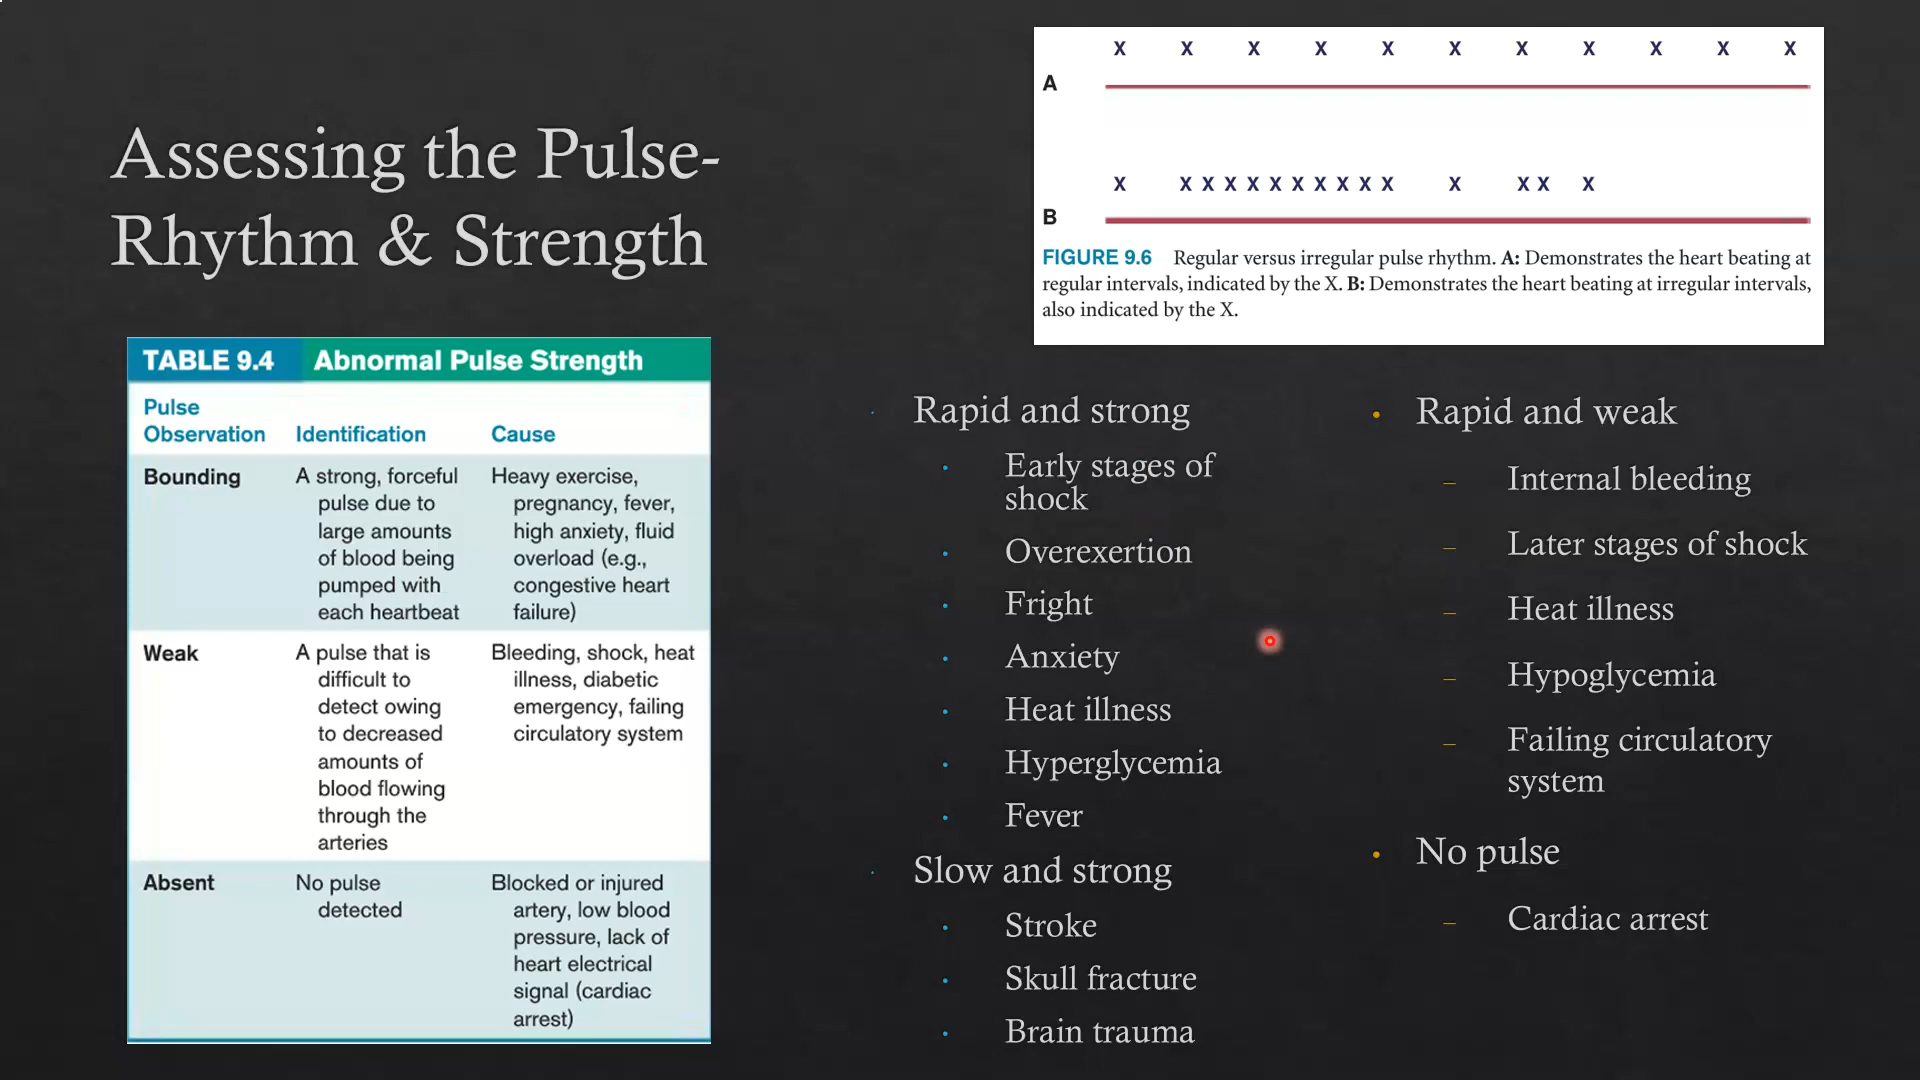 Assessing the Pulse-
Rhythm & Strength
X X X X X X X X X X X
A
X X X X X X X X X X X X X X X
B
FIGURE 9.6 Regular versus irregular pulse rhythm. A: Demonstrates the heart beating at
regular intervals, indicated by the X. B: Demonstrates the heart beating at irregular intervals,
also indicated by the X.
TABLE 9.4 Abnormal Pulse Strength
Pulse
Observation Identification Cause
Bounding A strong, forceful Heavy exercise,
pulse due to pregnancy, fever,
large amounts high anxiety, fluid
of blood being overload (e.g.,
pumped with congestive heart
each heartbeat failure)
Weak A pulse that is Bleeding, shock, heat
difficult to illness, diabetic
detect owing emergency, failing
to decreased circulatory system
amounts of
blood flowing
through the
arteries
Absent No pulse Blocked or injured
detected artery, low blood
pressure, lack of
heart electrical
signal (cardiac
arrest)
Rapid and strong
Early stages of
shock
Overexertion
Fright
Anxiety
Heat illness
Hyperglycemia
Fever
Slow and strong
Stroke
Skull fracture
Brain trauma
Rapid and weak
Internal bleeding
Later stages of shock
Heat illness
Hypoglycemia
Failing circulatory
system
No pulse
Cardiac arrest